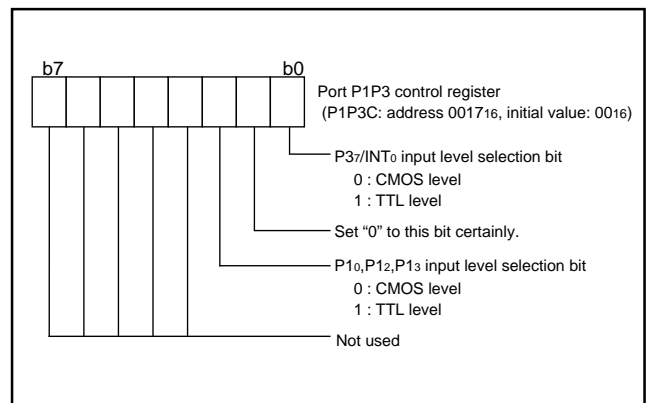 b7 b0
Port P1P3 control register
(P1P3C: address 001716, initial value: 0016)
P37/INT0 input level selection bit
0 : CMOS level
1 : TTL level
Set “0” to this bit certainly.
P10,P12,P13 input level selection bit
0 : CMOS level
1 : TTL level
Not used